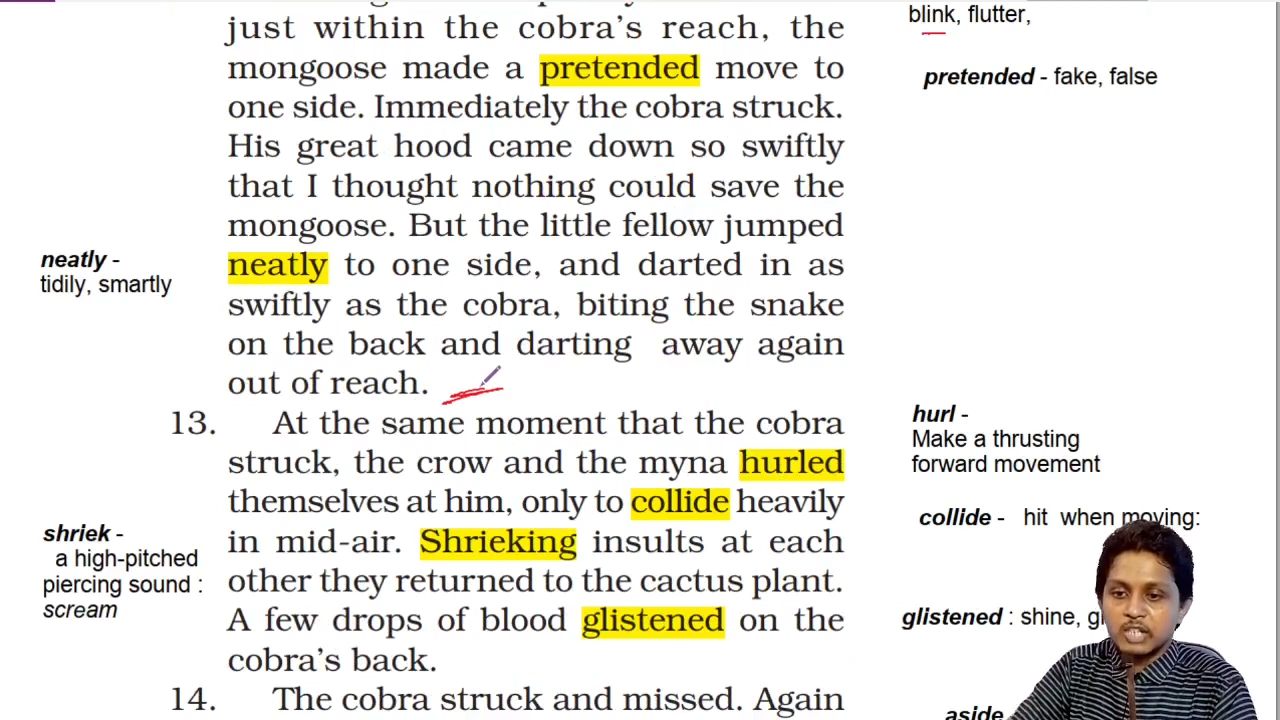 just within the cobra's reach, the
mongoose made a pretended move to
one side. Immediately the cobra struck.
His great hood came down so swiftly
that I thought nothing could save the
mongoose. But the little fellow jumped
neatly to one side, and darted in as
swiftly as the cobra, biting the snake
on the back and darting away again
out of reach.
13. At the same moment that the cobra
struck, the crow and the myna hurled
themselves at him, only to collide heavily
in mid-air. Shrieking insults at each
other they returned to the cactus plant.
A few drops of blood glistened on the
cobra's back.
14. The cobra struck and missed. Again
blink, flutter,
pretended - fake, false
neatly -
tidily, smartly
hurl -
Make a thrusting
forward movement
collide - hit when moving:
shriek -
a high-pitched
piercing sound :
scream
glistened : shine,
aside